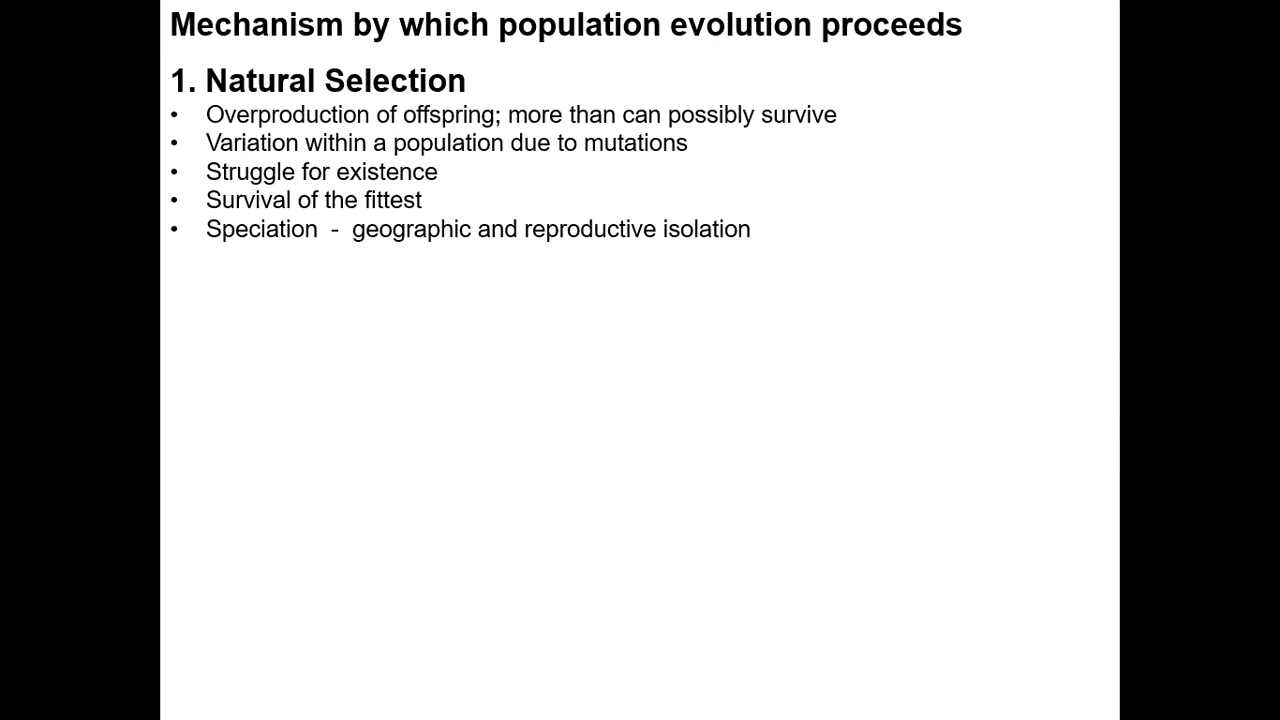 Mechanism by which population evolution proceeds
1. Natural Selection
• Overproduction of offspring; more than can possibly survive
• Variation within a population due to mutations
• Struggle for existence
• Survival of the fittest
• Speciation - geographic and reproductive isolation